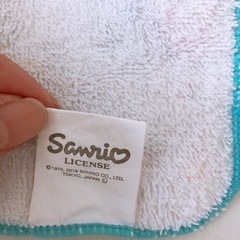 Sanrio
LICENSE
© 1976, 2018 SANRIO CO., LTD.
TOKYO, JAPAN Ⓛ